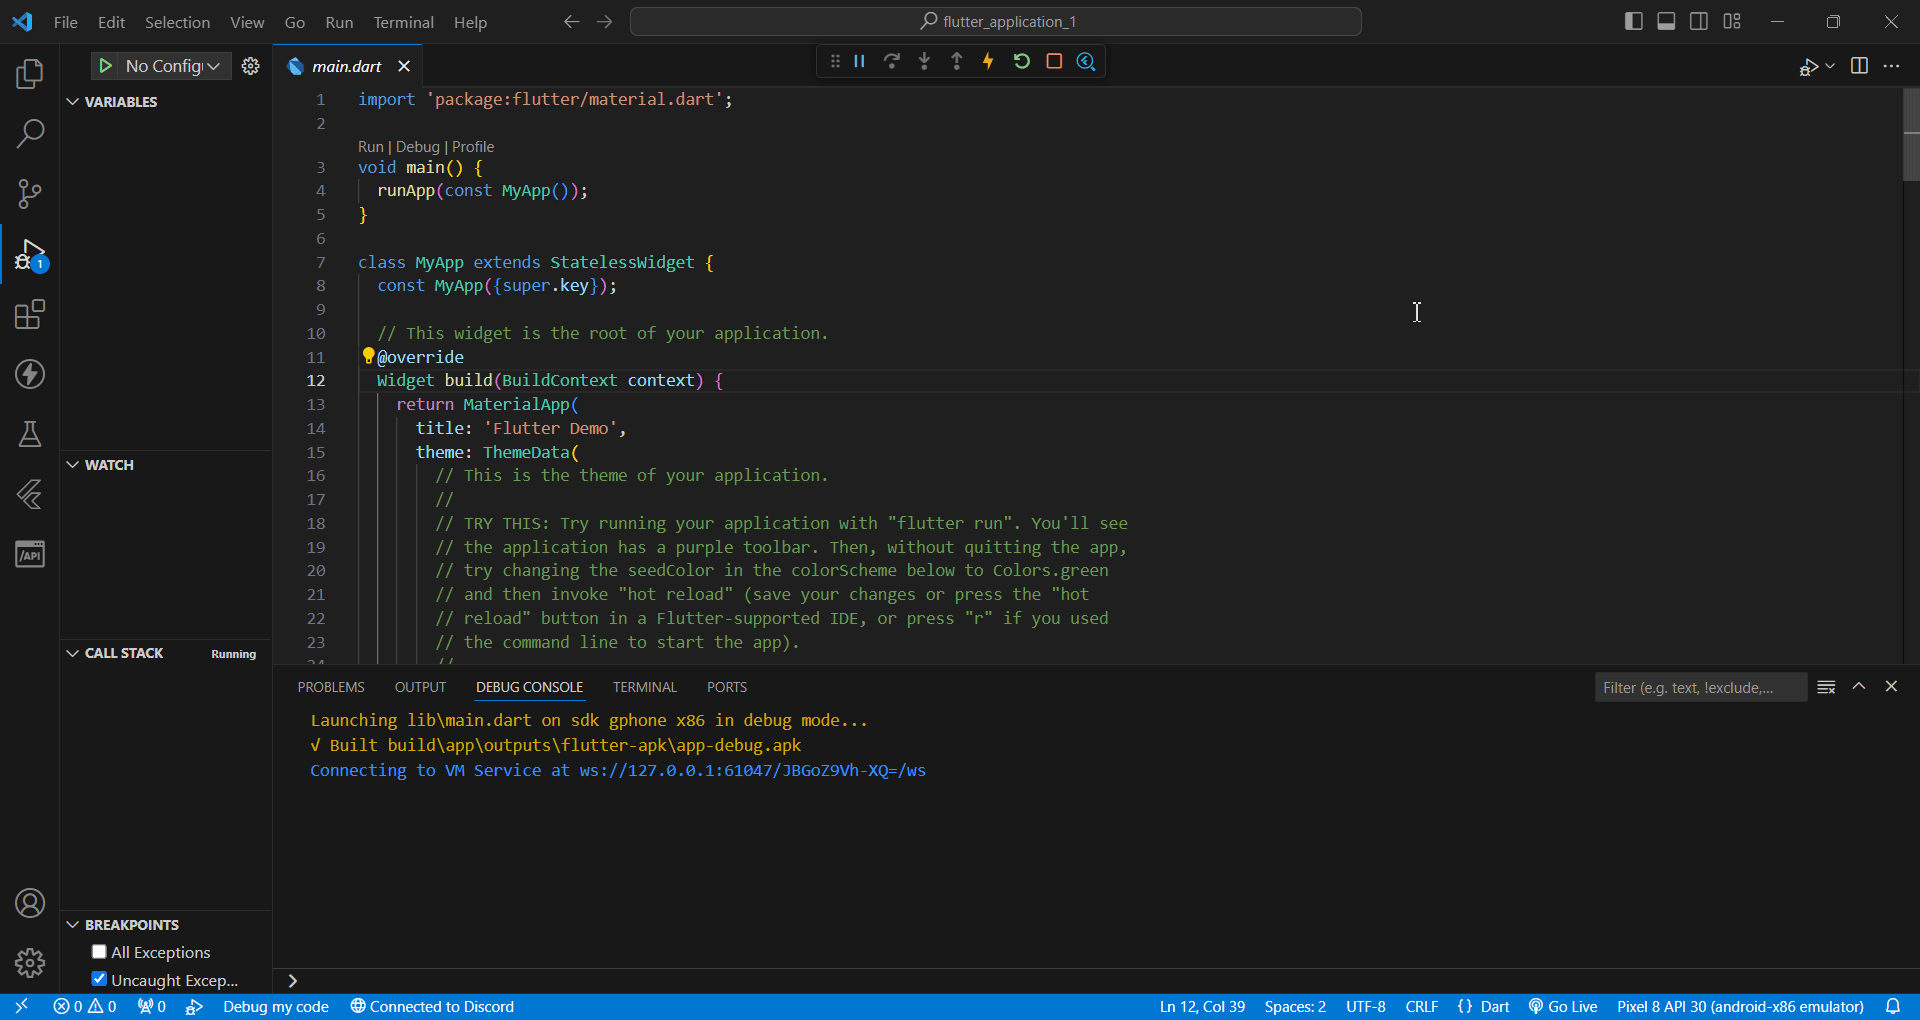 File Edit Selection View Go Run Terminal Help
flutter_application_1
No Config
main.dart
VARIABLES
1 import 'package:flutter/material.dart';
2
Run | Debug | Profile
3 void main() {
4 runApp(const MyApp());
5 }
6
7 class MyApp extends StatelessWidget {
8 const MyApp({super.key});
9
10 // This widget is the root of your application.
11 @override
12 Widget build(BuildContext context) {
13 return MaterialApp(
14 title: 'Flutter Demo',
15 theme: ThemeData(
16 // This is the theme of your application.
17 //
18 // TRY THIS: Try running your application with "flutter run". You'll see
19 // the application has a purple toolbar. Then, without quitting the app,
20 // try changing the seedColor in the colorScheme below to Colors.green
21 // and then invoke "hot reload" (save your changes or press the "hot
22 // reload" button in a Flutter-supported IDE, or press "r" if you used
23 // the command line to start the app).
24 //
1
/API
WATCH
CALL STACK Running
BREAKPOINTS
All Exceptions
Uncaught Excep...
PROBLEMS OUTPUT DEBUG CONSOLE TERMINAL PORTS
Filter (e.g. text, !exclude,...
Launching lib\main.dart on sdk gphone x86 in debug mode...
√ Built build\app\outputs\flutter-apk\app-debug.apk
Connecting to VM Service at ws://127.0.0.1:61047/JBGoZ9Vh-XQ=/ws
0 0 0 Debug my code Connected to Discord
Ln 12, Col 39 Spaces: 2 UTF-8 CRLF {} Dart Go Live Pixel 8 API 30 (android-x86 emulator)